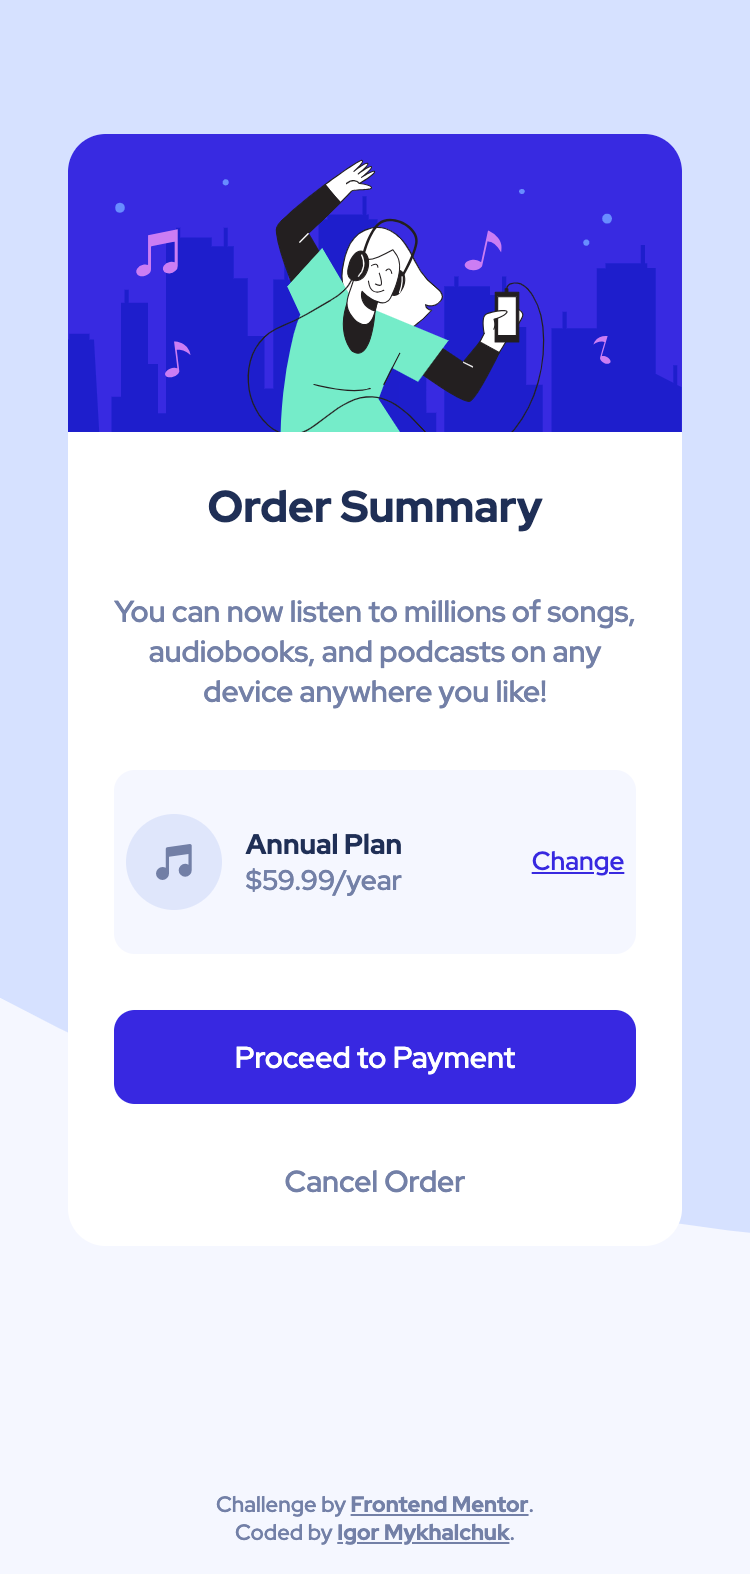 Order Summary
You can now listen to millions of songs,
audiobooks, and podcasts on any
device anywhere you like!
Annual Plan
$59.99/year
Change
Proceed to Payment
Cancel Order
Challenge by Frontend Mentor.
Coded by Igor Mykhalchuk.